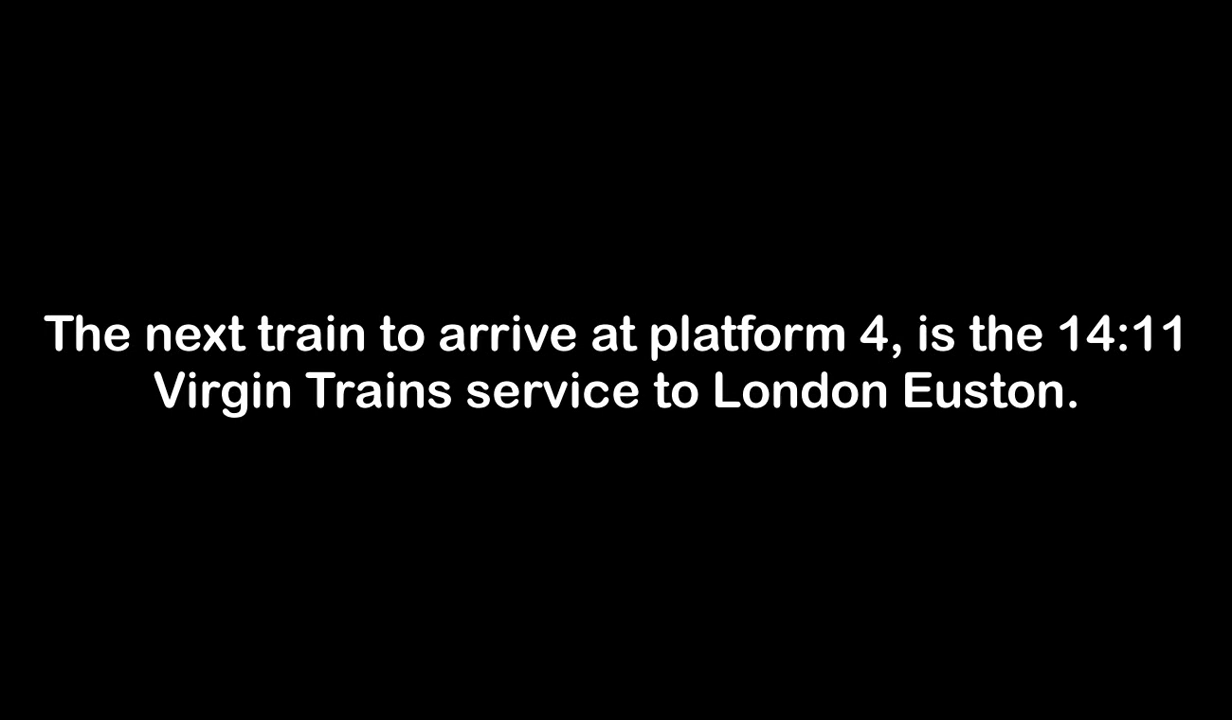 The next train to arrive at platform 4, is the 14:11
Virgin Trains service to London Euston.